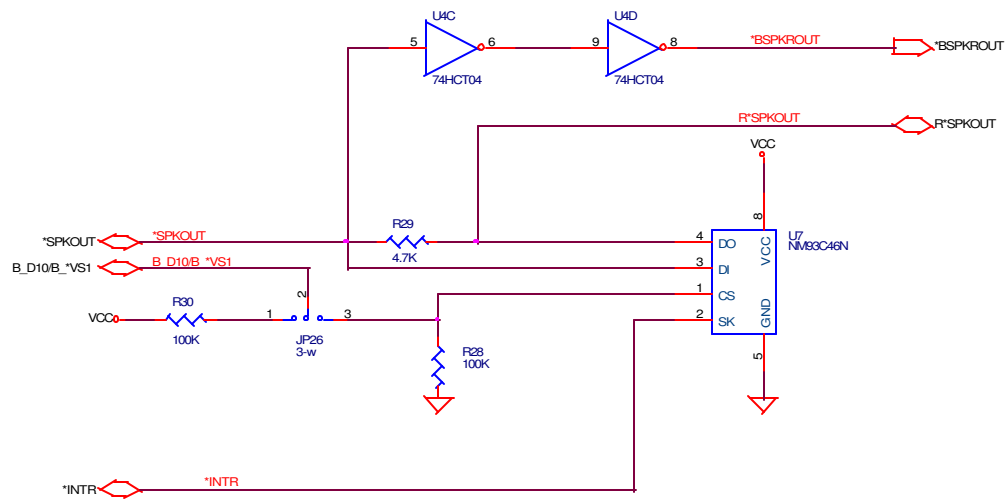 U4C
U4D
5
6
9
8
*BSPKROUT
*BSPKROUT
74HCT04
74HCT04
R*SPKOUT
R*SPKOUT
VCC
8
R29
U7
NM93C46N
*SPKOUT
*SPKOUT
4
DO
VCC
4.7K
3
DI
B_D10/B_*VS1
B_D10/B_*VS1
2
1
CS
R30
VCC
1
3
2
SK
GND
100K
JP26
3-w
R28
100K
5
*INTR
*INTR